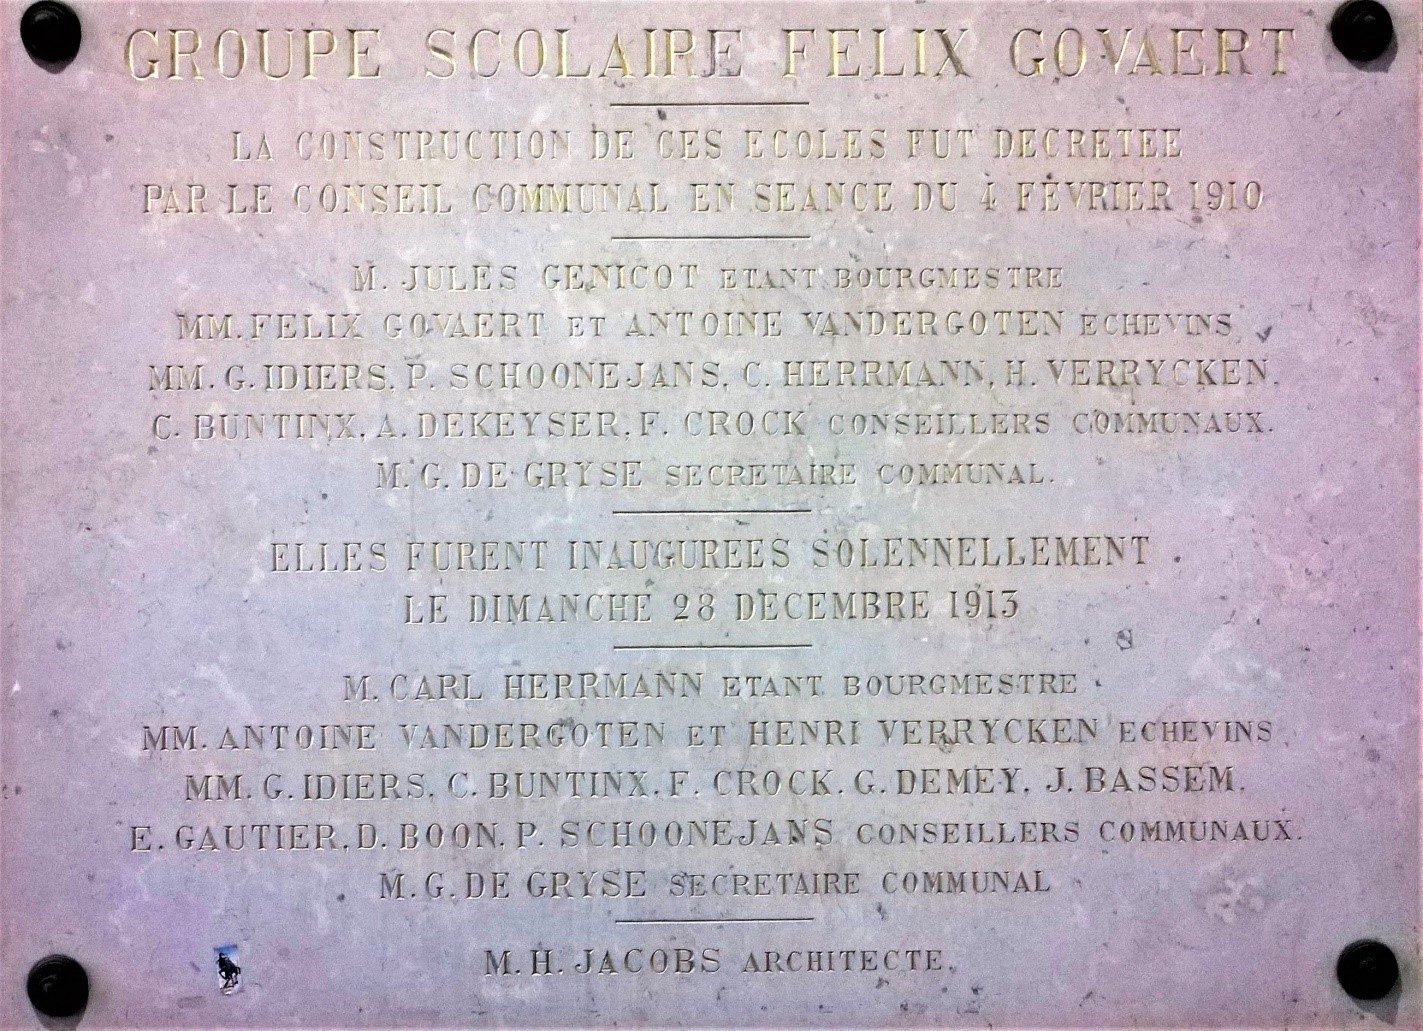 GROUPE SCOLAIRE FELIX GOVAERT
LA CONSTRUCTION DE CES ECOLES FUT DECRETEE
PAR LE CONSEIL COMMUNAL EN SEANCE DU 4 FÉVRIER 1910
M. JULES GENICOT ETANT BOURGMESTRE
MM. FELIX GOVAERT ET ANTOINE VANDERGOTEN ECHEVINS
MM. G. IDIERS, P. SCHOONEJANS, C. HERRMANN, H. VERRYCKEN,
C. BUNTINX, A. DEKEYSER, F. CROCK CONSEILLERS COMMUNAUX.
M. G. DE GRYSE SECRETAIRE COMMUNAL.
ELLES FURENT INAUGUREES SOLENNELLEMENT
LE DIMANCHE 28 DECEMBRE 1913
M. CARL HERRMANN ETANT BOURGMESTRE
MM. ANTOINE VANDERGOTEN ET HENRI VERRYCKEN ECHEVINS
MM. G. IDIERS, C. BUNTINX, F. CROCK, G. DEMEY, J. BASSEM,
E. GAUTIER, D. BOON, P. SCHOONEJANS CONSEILLERS COMMUNAUX.
M. G. DE GRYSE SECRETAIRE COMMUNAL
M. H. JACOBS ARCHITECTE.